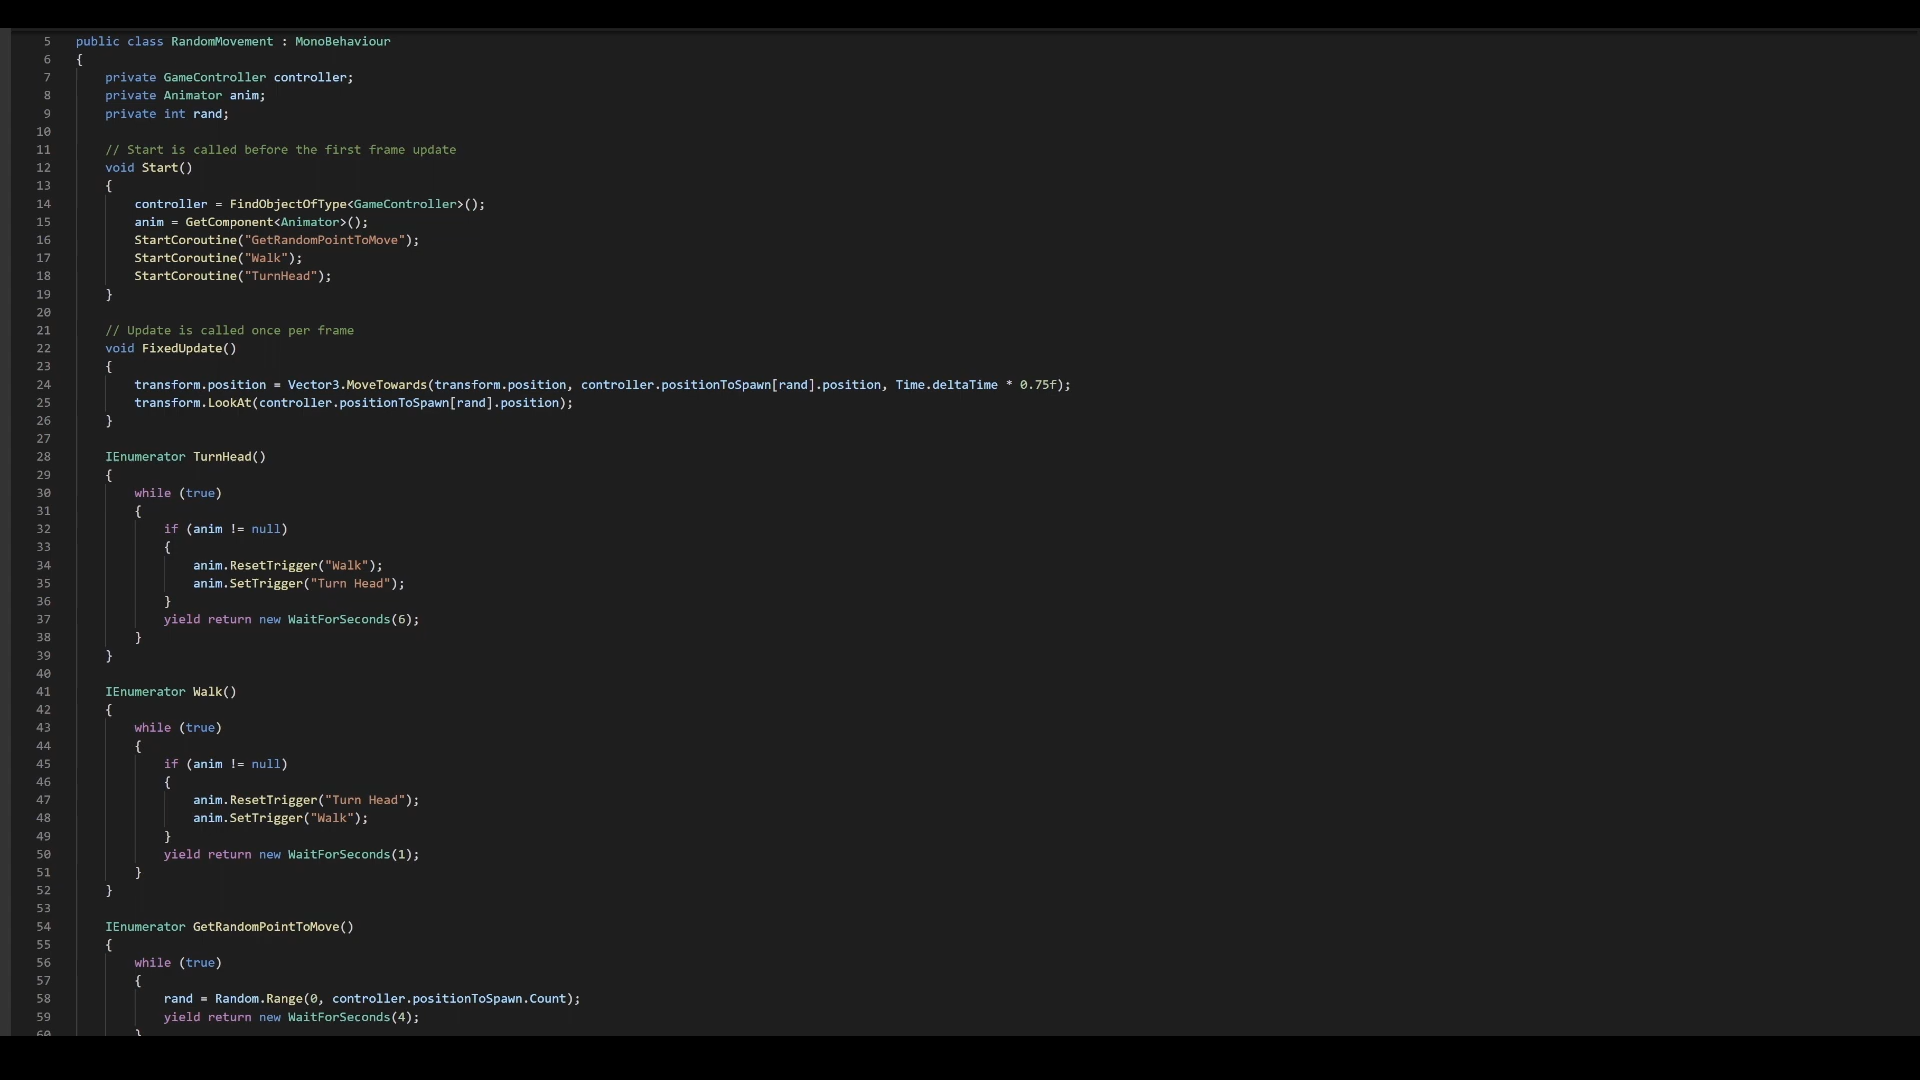 5 public class RandomMovement : MonoBehaviour
6 {
7 private GameController controller;
8 private Animator anim;
9 private int rand;
10
11 // Start is called before the first frame update
12 void Start()
13 {
14 controller = FindObjectOfType<GameController>();
15 anim = GetComponent<Animator>();
16 StartCoroutine("GetRandomPointToMove");
17 StartCoroutine("Walk");
18 StartCoroutine("TurnHead");
19 }
20
21 // Update is called once per frame
22 void FixedUpdate()
23 {
24 transform.position = Vector3.MoveTowards(transform.position, controller.positionToSpawn[rand].position, Time.deltaTime * 0.75f);
25 transform.LookAt(controller.positionToSpawn[rand].position);
26 }
27
28 IEnumerator TurnHead()
29 {
30 while (true)
31 {
32 if (anim != null)
33 {
34 anim.ResetTrigger("Walk");
35 anim.SetTrigger("Turn Head");
36 }
37 yield return new WaitForSeconds(6);
38 }
39 }
40
41 IEnumerator Walk()
42 {
43 while (true)
44 {
45 if (anim != null)
46 {
47 anim.ResetTrigger("Turn Head");
48 anim.SetTrigger("Walk");
49 }
50 yield return new WaitForSeconds(1);
51 }
52 }
53
54 IEnumerator GetRandomPointToMove()
55 {
56 while (true)
57 {
58 rand = Random.Range(0, controller.positionToSpawn.Count);
59 yield return new WaitForSeconds(4);
60 }